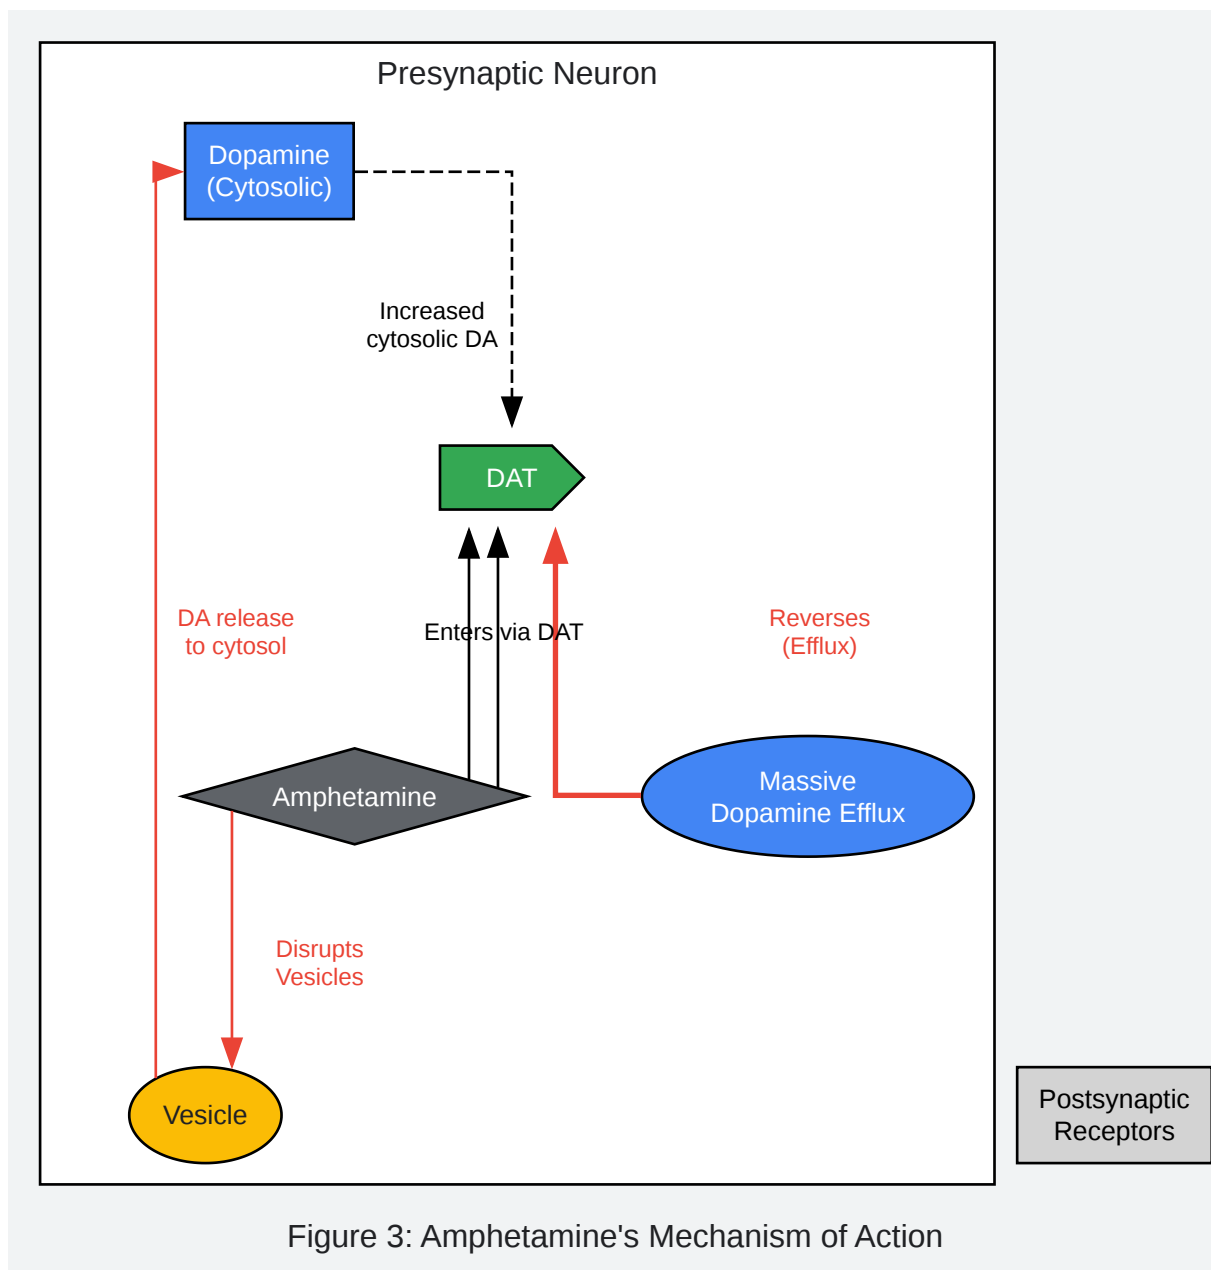 Presynaptic Neuron
Dopamine
(Cytosolic)
Increased
cytosolic DA
DAT
DA release
to cytosol
Enters via DAT
Reverses
(Efflux)
Amphetamine
Massive
Dopamine Efflux
Disrupts
Vesicles
Vesicle
Postsynaptic
Receptors
Figure 3: Amphetamine's Mechanism of Action